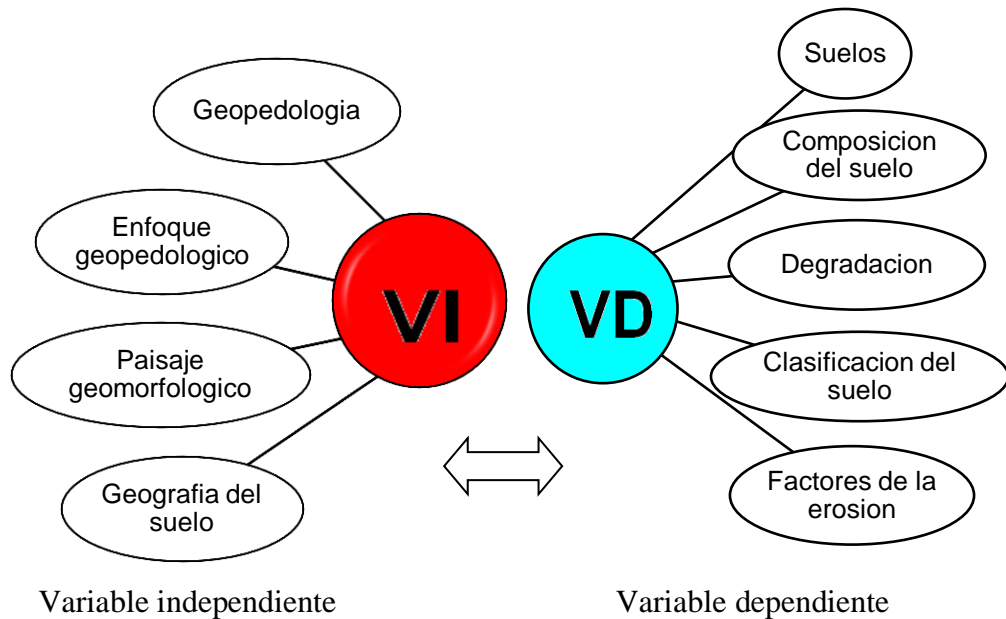 Geopedologia
Enfoque
geopedologico
Paisaje
geomorfologico
Geografia del
suelo
VI
VD
Suelos
Composicion
del suelo
Degradacion
Clasificacion del
suelo
Factores de la
erosion
Variable independiente
Variable dependiente